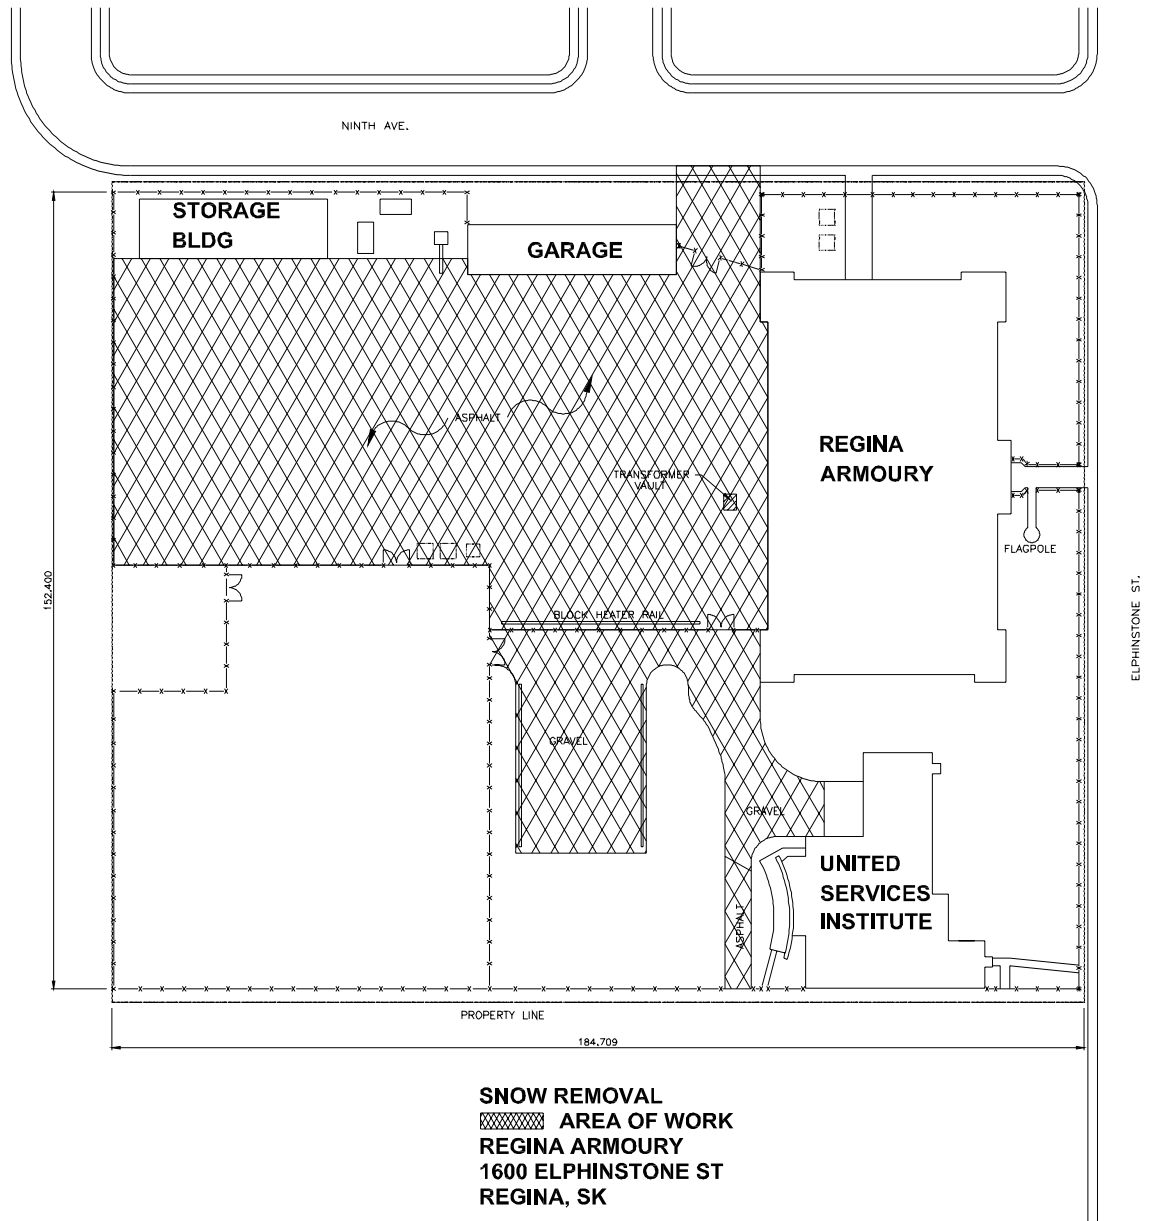 NINTH AVE.
STORAGE
BLDG
GARAGE
ASPHALT
REGINA
ARMOURY
TRANSFORMER
VAULT
FLAGPOLE
152.400
ELPHINSTONE ST.
BLOCK HEATER RAIL
GRAVEL
GRAVEL
UNITED
SERVICES
INSTITUTE
ASPHALT
PROPERTY LINE
184.709
SNOW REMOVAL
AREA OF WORK
REGINA ARMOURY
1600 ELPHINSTONE ST
REGINA, SK